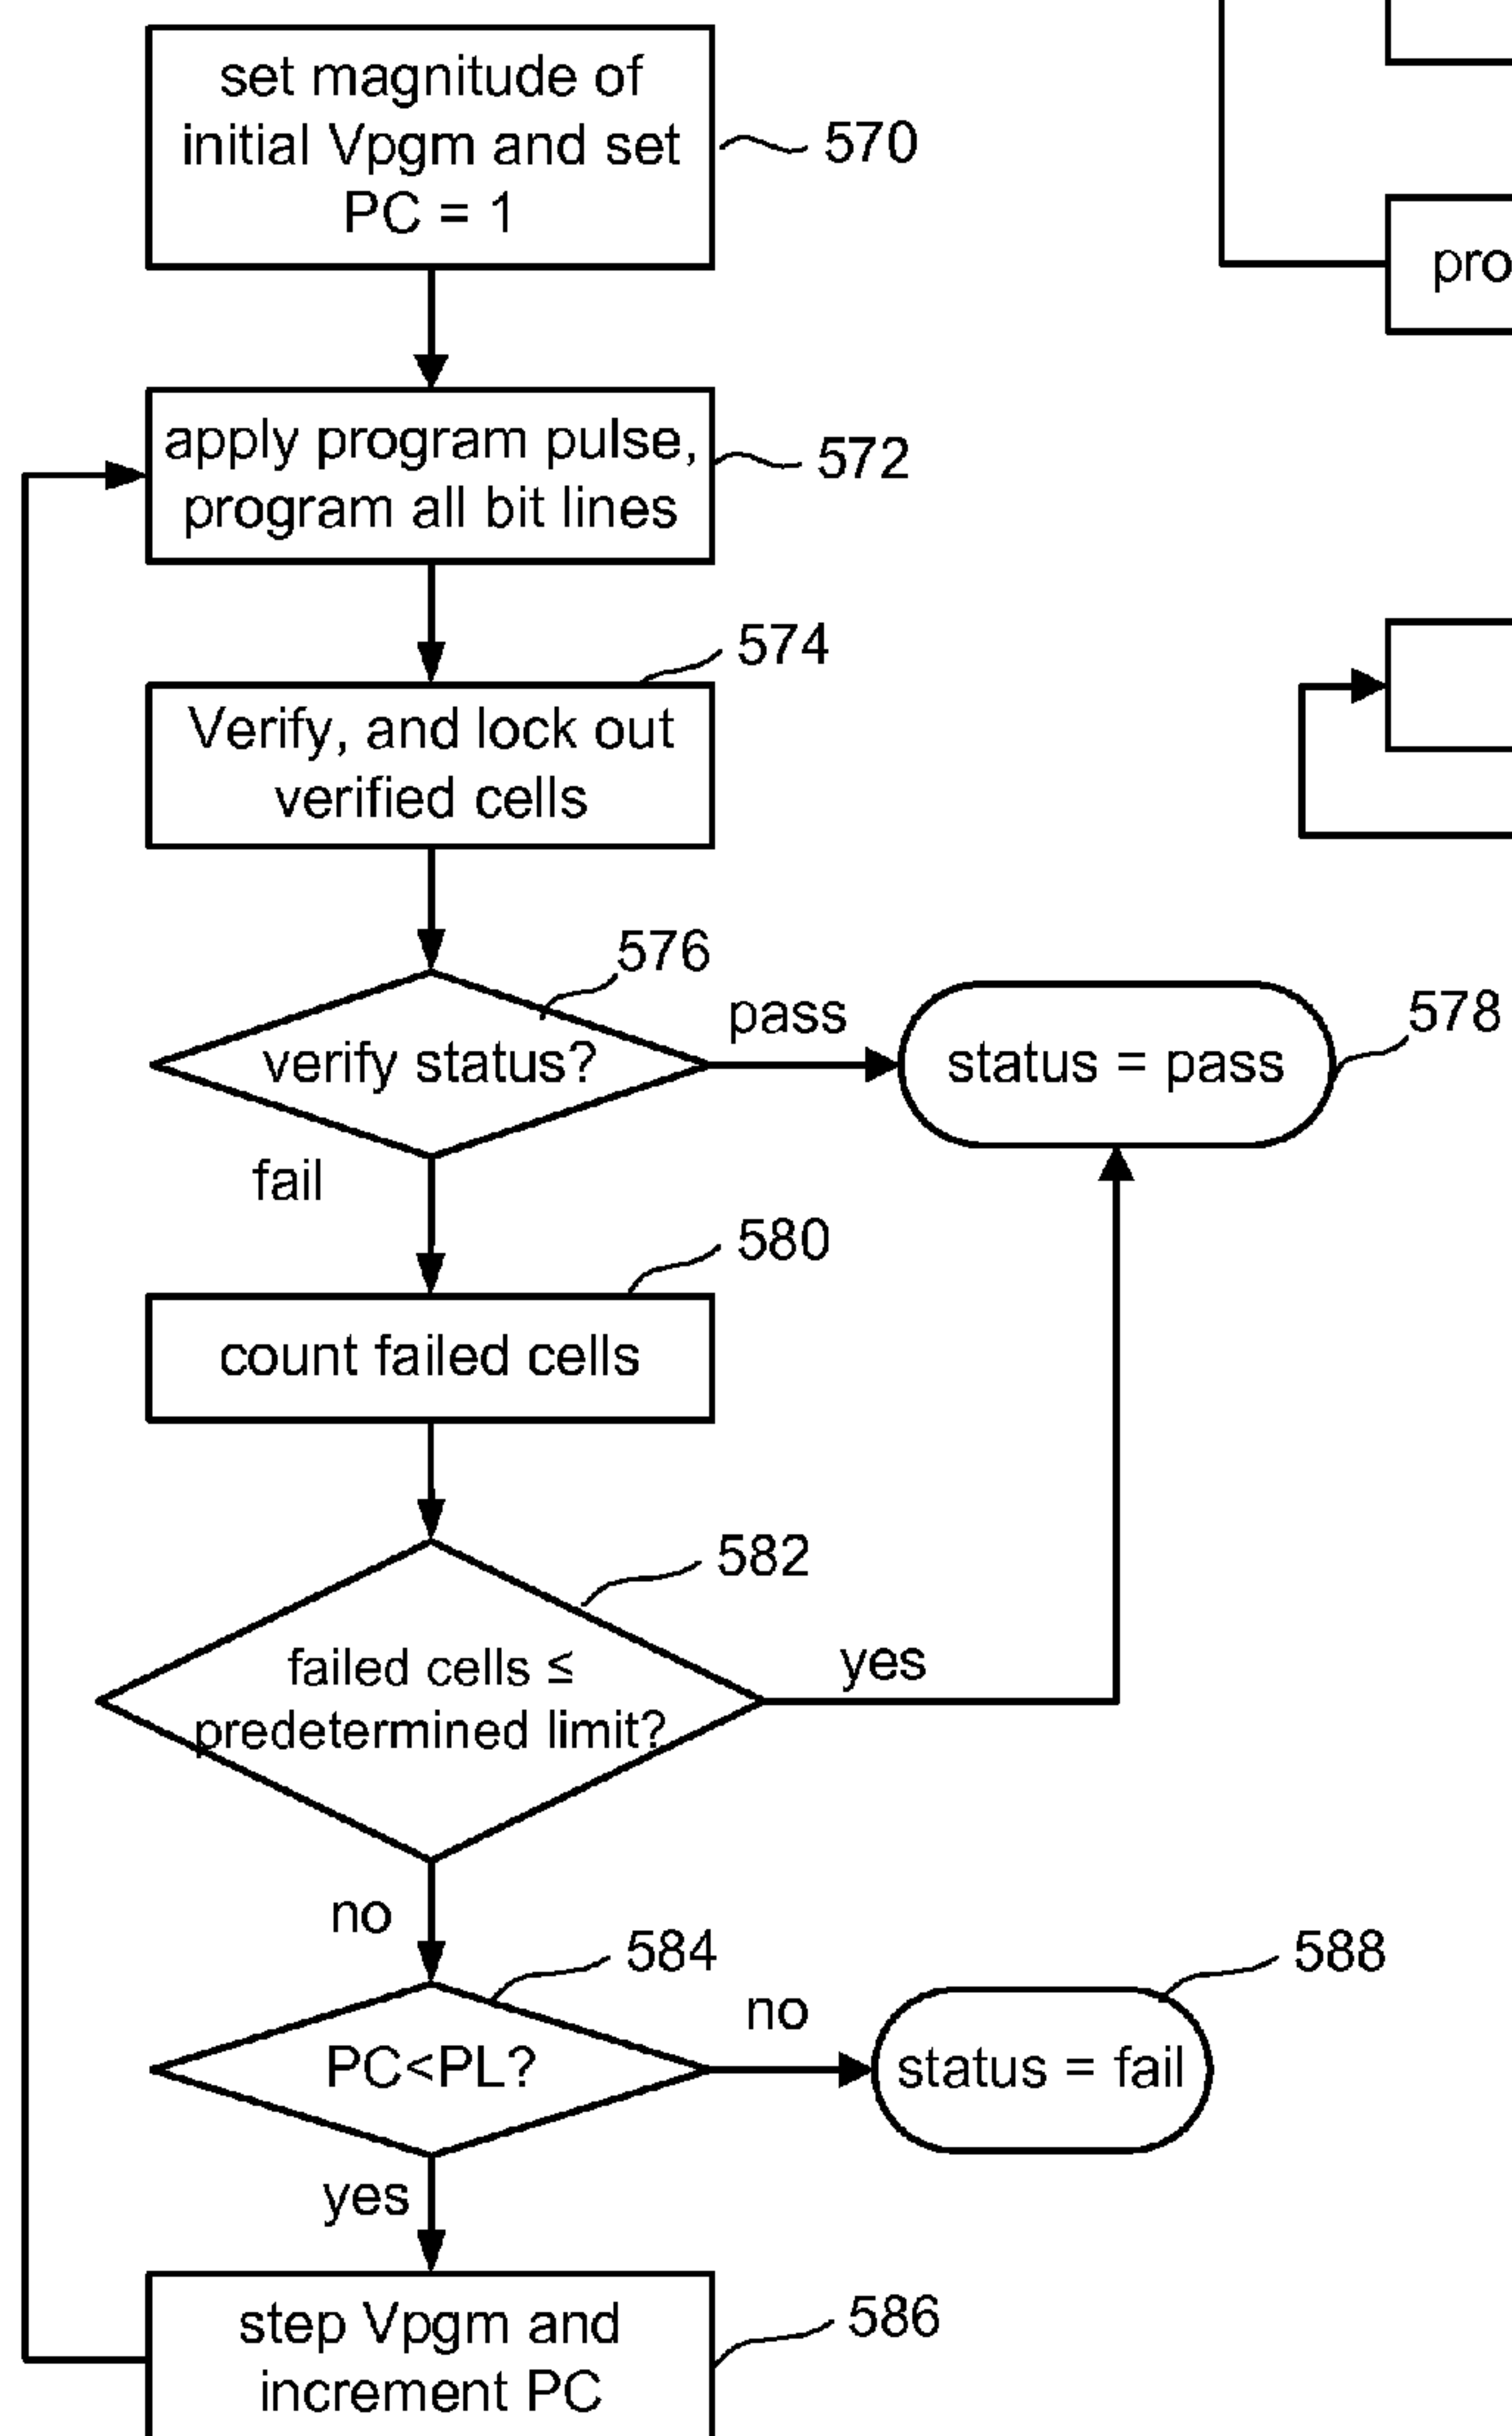 set magnitude of
initial Vpgm and set
PC = 1
570
pro
apply program pulse,
program all bit lines
572
574
Verify, and lock out
verified cells
576
verify status?
pass
status = pass
578
fail
580
count failed cells
582
failed cells ≤
predetermined limit?
yes
no
584
PC<PL?
no
status = fail
588
yes
step Vpgm and
increment PC
586